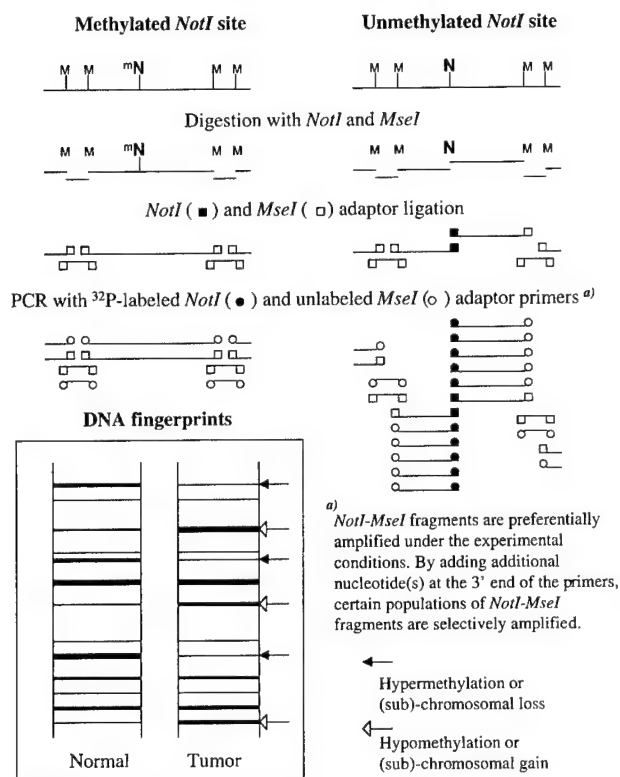 Methylated NotI site
Unmethylated NotI site
M M mN M M
M M N M M
Digestion with NotI and MseI
M M mN M M
M M N M M
NotI ( ■ ) and MseI ( □ ) adaptor ligation
PCR with 32P-labeled NotI ( ● ) and unlabeled MseI ( ○ ) adaptor primers a)
DNA fingerprints
Normal
Tumor
a)
NotI-MseI fragments are preferentially
amplified under the experimental
conditions. By adding additional
nucleotide(s) at the 3' end of the primers,
certain populations of NotI-MseI
fragments are selectively amplified.
Hypermethylation or
(sub)-chromosomal loss
Hypomethylation or
(sub)-chromosomal gain